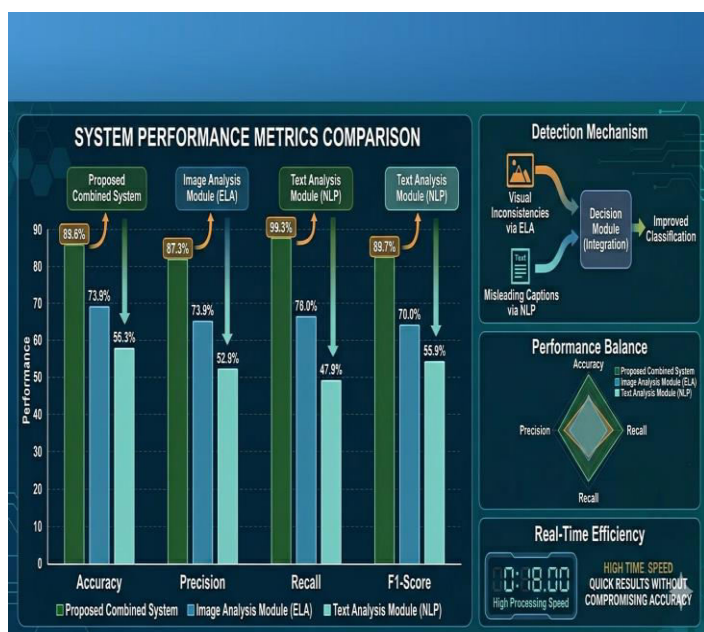 SYSTEM PERFORMANCE METRICS COMPARISON
Proposed
Combined System
Image Analysis
Module (ELA)
Text Analysis
Module (NLP)
Text Analysis
Module (NLP)
90
80
70
60
50
40
30
20
10
0
Performance
89.6%
73.9%
56.3%
87.3%
73.9%
52.9%
99.3%
76.0%
47.9%
89.7%
70.0%
55.9%
Accuracy
Precision
Recall
F1-Score
Proposed Combined System
Image Analysis Module (ELA)
Text Analysis Module (NLP)
Detection Mechanism
Visual
Inconsistencies
via ELA
Text
Misleading Captions
via NLP
Decision
Module
(Integration)
Improved
Classification
Performance Balance
Accuracy
Proposed Combined System
Image Analysis Module (ELA)
Text Analysis Module (NLP)
Precision
Recall
Recall
Real-Time Efficiency
0:18.00
High Processing Speed
HIGH TIME SPEED
QUICK RESULTS WITHOUT
COMPROMISING ACCURACY